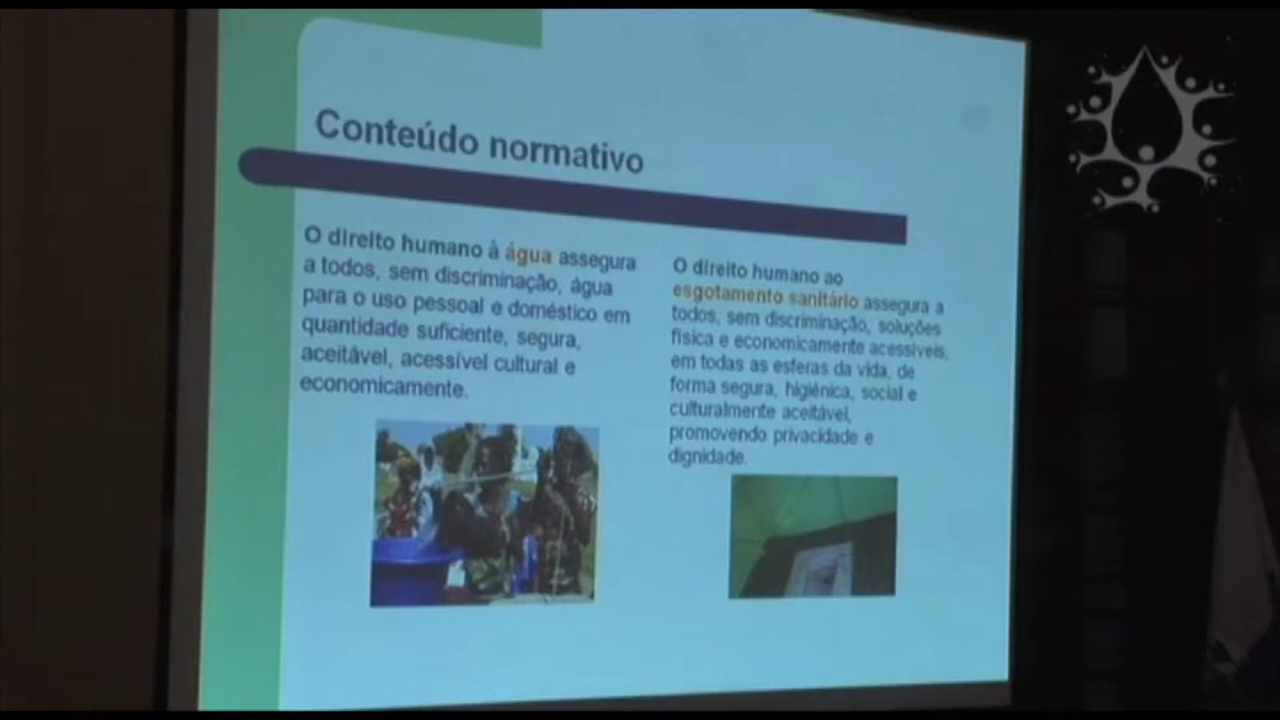 Conteúdo normativo
O direito humano à água assegura
a todos, sem discriminação, água
para o uso pessoal e doméstico em
quantidade suficiente, segura,
aceitável, acessível cultural e
economicamente.
O direito humano ao
esgotamento sanitário assegura a
todos, sem discriminação, soluções
física e economicamente acessíveis,
em todas as esferas da vida, de
forma segura, higiênica, social e
culturalmente aceitável,
promovendo privacidade e
dignidade.